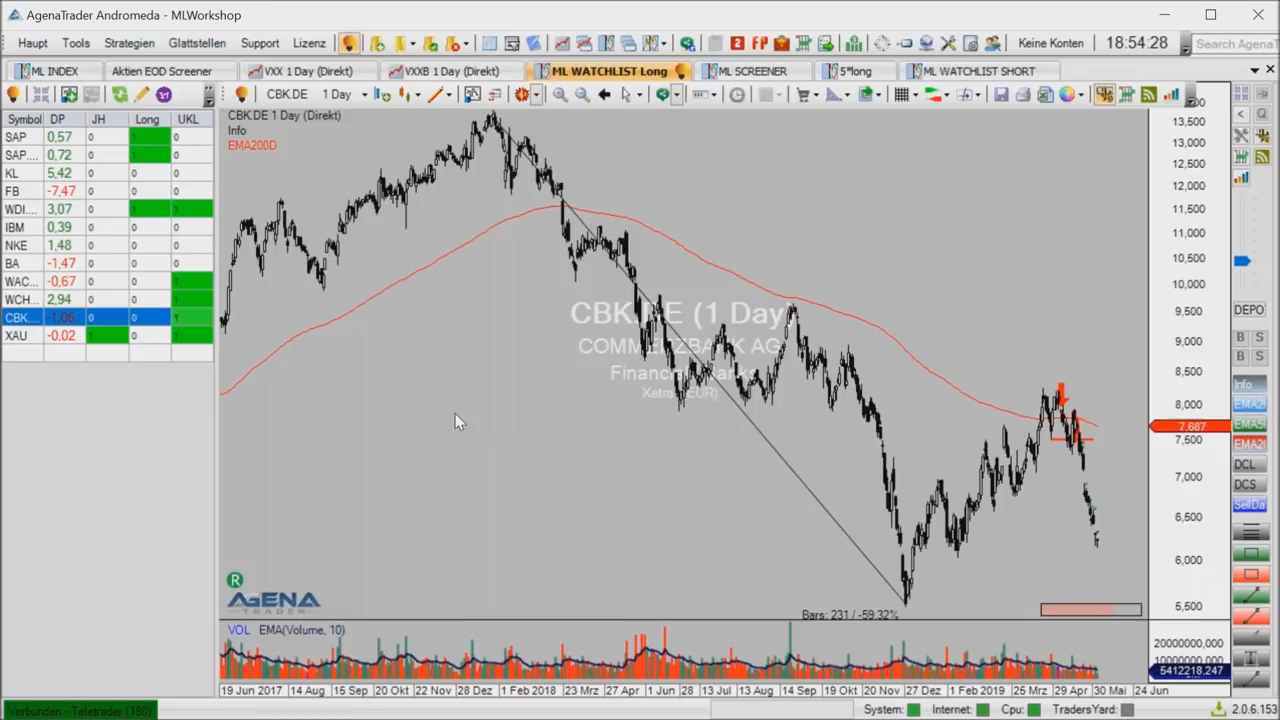 AgenaTrader Andromeda - MLWorkshop
Haupt Tools Strategien Glattstellen Support Lizenz 2 FP Keine Konten 18:54:28 Search AgenaT
ML INDEX Aktien EOD Screener VXX 1 Day (Direkt) VXXB 1 Day (Direkt) ML WATCHLIST Long ML SCREENER 5*long ML WATCHLIST SHORT
CBK.DE 1 Day
Symbol DP JH Long UKL
SAP 0,57 0 1 0
SAP... 0,72 0 1 0
KL 5,42 0 0 0
FB -7,47 0 0 0
WDI... 3,07 0 1 1
IBM 0,39 0 0 0
NKE 1,48 0 0 0
BA -1,47 0 0 0
WAC... -0,67 0 0 1
WCH... 2,94 0 0 1
CBK... -1,06 0 0 1
XAU -0,02 1 0 0
CBK.DE 1 Day (Direkt)
Info
EMA200D
CBK.DE (1 Day)
COMMERZBANK AG
Xetra (EUR)
13,500
13,000
12,500
12,000
11,500
11,000
10,500
10,000
9,500
9,000
8,500
8,000
7,687
7,500
7,000
6,500
6,000
5,500
Bars: 231 / -59.32%
R
AGENA
TRADER
VOL EMA(Volume, 10)
20000000,000
10000000,000
5412218,247
19 Jun 2017 14 Aug 15 Sep 20 Okt 22 Nov 28 Dez 1 Feb 2018 23 Mrz 27 Apr 1 Jun 28 13 Jul 13 Aug 14 Sep 19 Okt 20 Nov 27 Dez 1 Feb 2019 25 Mrz 29 Apr 30 Mai 24 Jun
DEPO
B S
B S
Info
EMA2
EMA5
EMA2
DCL
DCS
SellDa
Verbunden - Teletrader (180) System: Internet: Cpu: TradersYard: 2.0.6.153